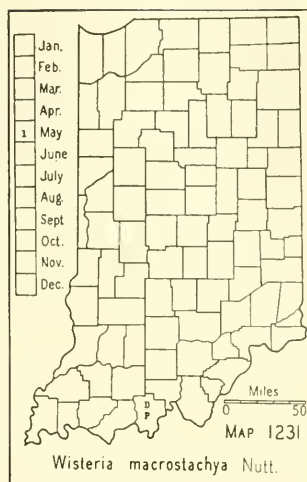 Jan.
Feb.
Mar.
Apr.
1 May
June
July
Aug.
Sept
Oct.
Nov.
Dec.
D
P
Miles
0 50
MAP 1231
Wisteria macrostachya Nutt.